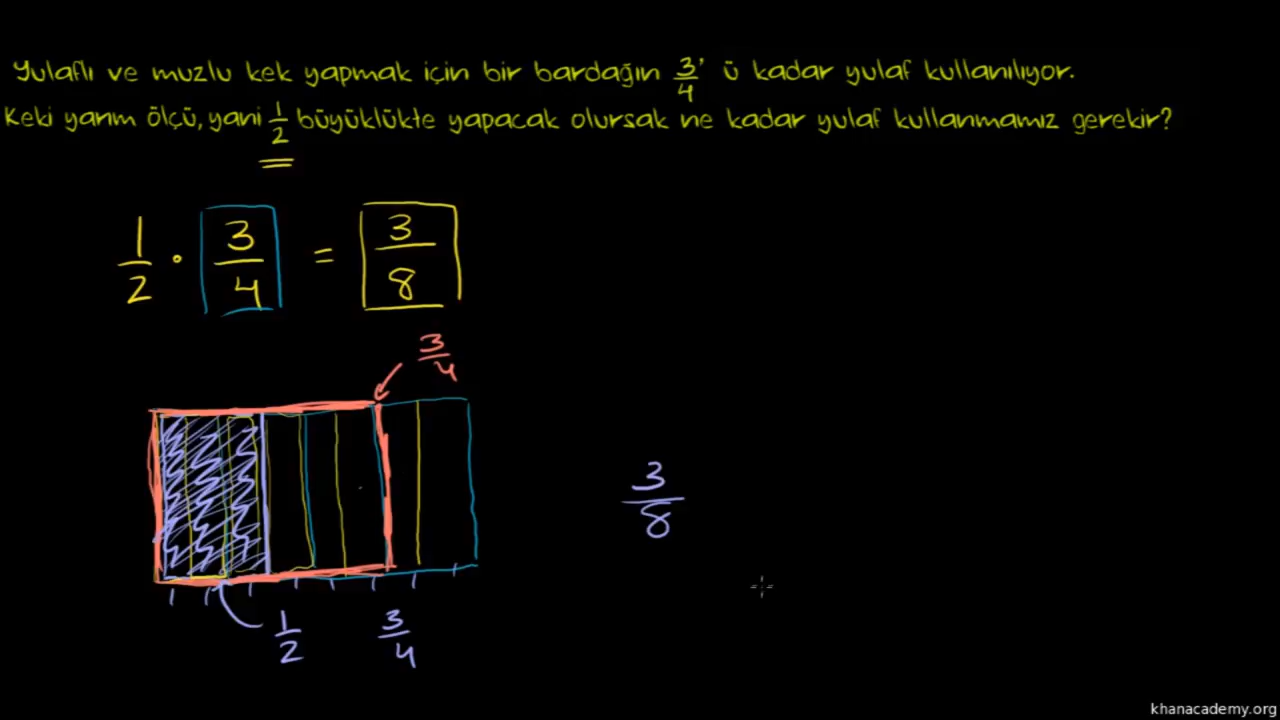 Yulaflı ve muzlu kek yapmak için bir bardağın 3/4' ü kadar yulaf kullanılıyor.
Keki yarım ölçü, yani 1/2 büyüklükte yapacak olursak ne kadar yulaf kullanmamız gerekir?
1/2 · 3/4 = 3/8
3/4
3/8
1/2 3/4
khanacademy.org